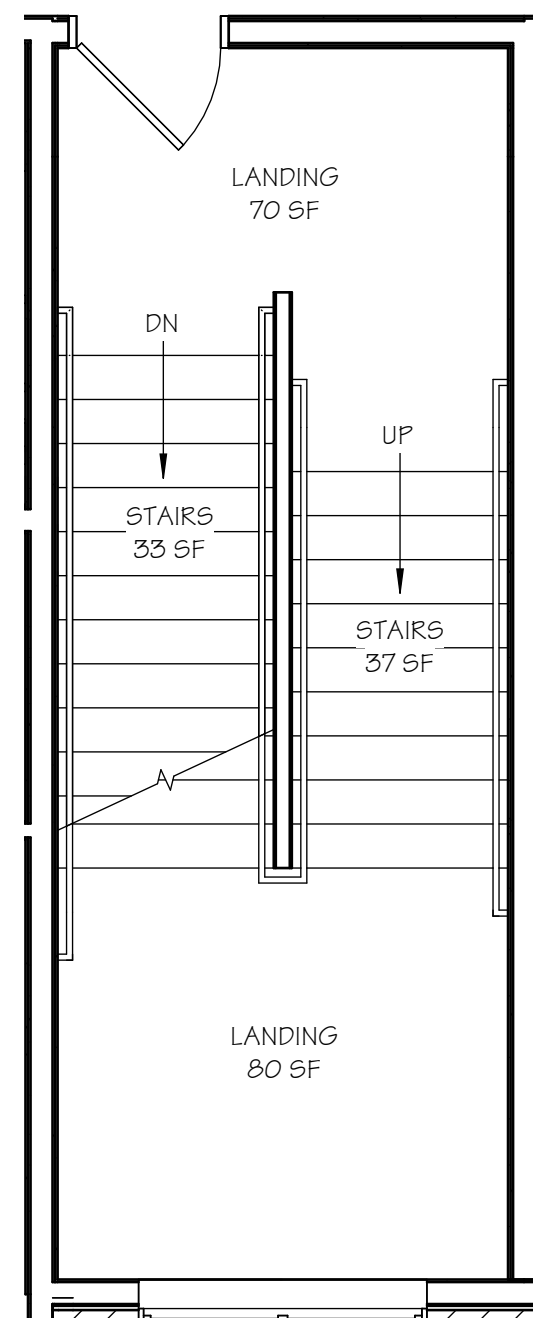 LANDING
70 SF
DN
UP
STAIRS
33 SF
STAIRS
37 SF
LANDING
80 SF